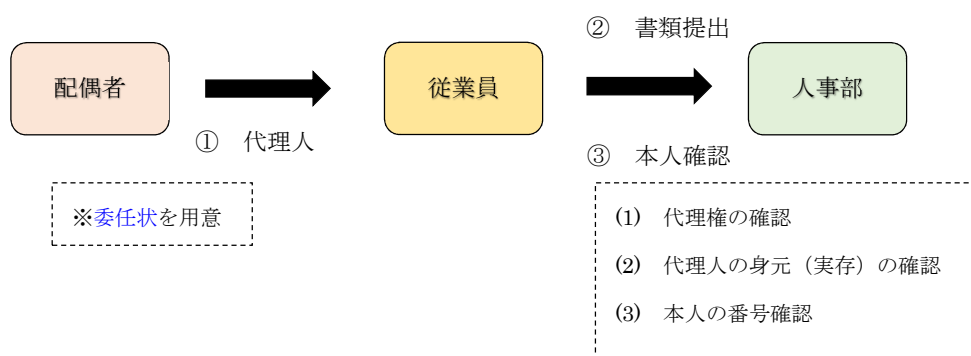 ② 書類提出
配偶者
従業員
人事部
① 代理人
③ 本人確認
※委任状を用意
(1) 代理権の確認
(2) 代理人の身元（実存）の確認
(3) 本人の番号確認